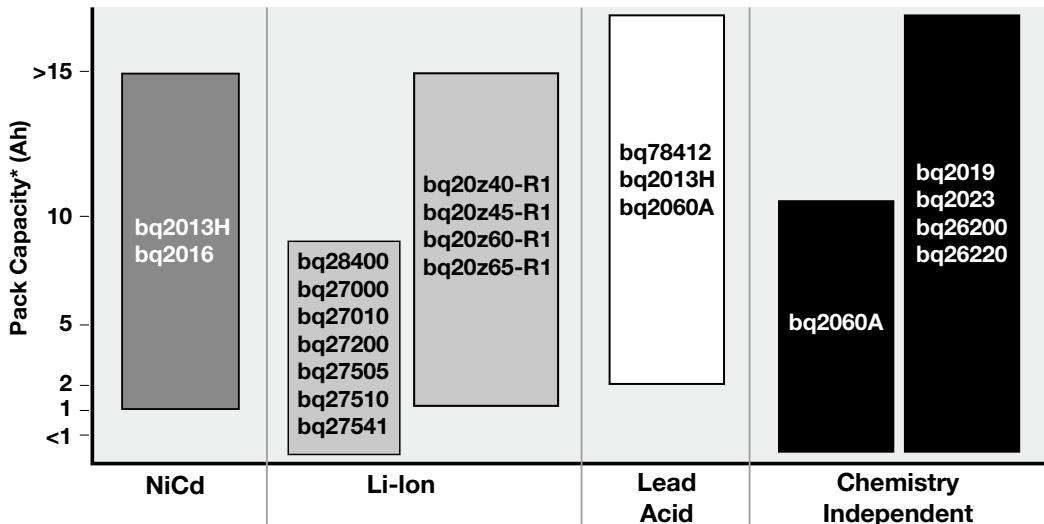 Pack Capacity* (Ah)
>15
10
5
2
1
<1
bq2013H
bq2016
bq28400
bq27000
bq27010
bq27200
bq27505
bq27510
bq27541
bq20z40-R1
bq20z45-R1
bq20z60-R1
bq20z65-R1
bq78412
bq2013H
bq2060A
bq2060A
bq2019
bq2023
bq26200
bq26220
NiCd
Li-Ion
Lead
Acid
Chemistry
Independent